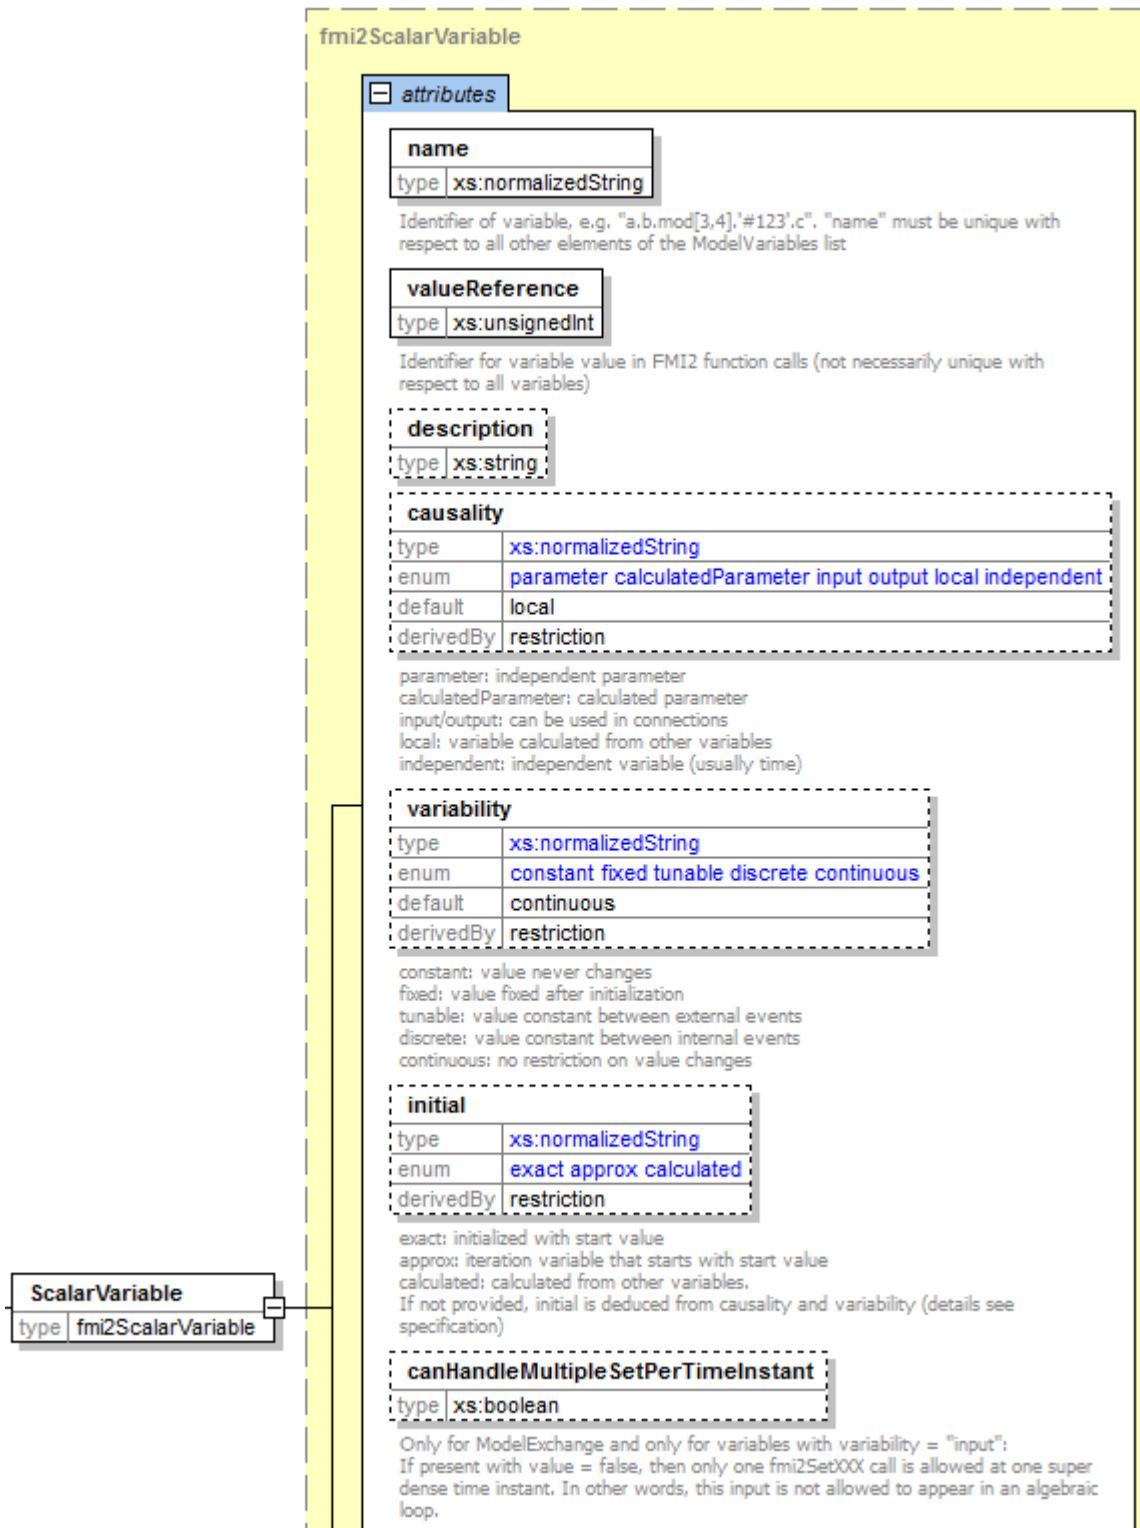 fmi2ScalarVariable
attributes
name
type xs:normalizedString
Identifier of variable, e.g. "a.b.mod[3,4].'#123'.c". "name" must be unique with
respect to all other elements of the ModelVariables list
valueReference
type xs:unsignedInt
Identifier for variable value in FMI2 function calls (not necessarily unique with
respect to all variables)
description
type xs:string
causality
type xs:normalizedString
enum parameter calculatedParameter input output local independent
default local
derivedBy restriction
parameter: independent parameter
calculatedParameter: calculated parameter
input/output: can be used in connections
local: variable calculated from other variables
independent: independent variable (usually time)
variability
type xs:normalizedString
enum constant fixed tunable discrete continuous
default continuous
derivedBy restriction
constant: value never changes
fixed: value fixed after initialization
tunable: value constant between external events
discrete: value constant between internal events
continuous: no restriction on value changes
initial
type xs:normalizedString
enum exact approx calculated
derivedBy restriction
exact: initialized with start value
approx: iteration variable that starts with start value
calculated: calculated from other variables.
If not provided, initial is deduced from causality and variability (details see
specification)
ScalarVariable
type fmi2ScalarVariable
canHandleMultipleSetPerTimeInstant
type xs:boolean
Only for ModelExchange and only for variables with variability = "input":
If present with value = false, then only one fmi2SetXXX call is allowed at one super
dense time instant. In other words, this input is not allowed to appear in an algebraic
loop.